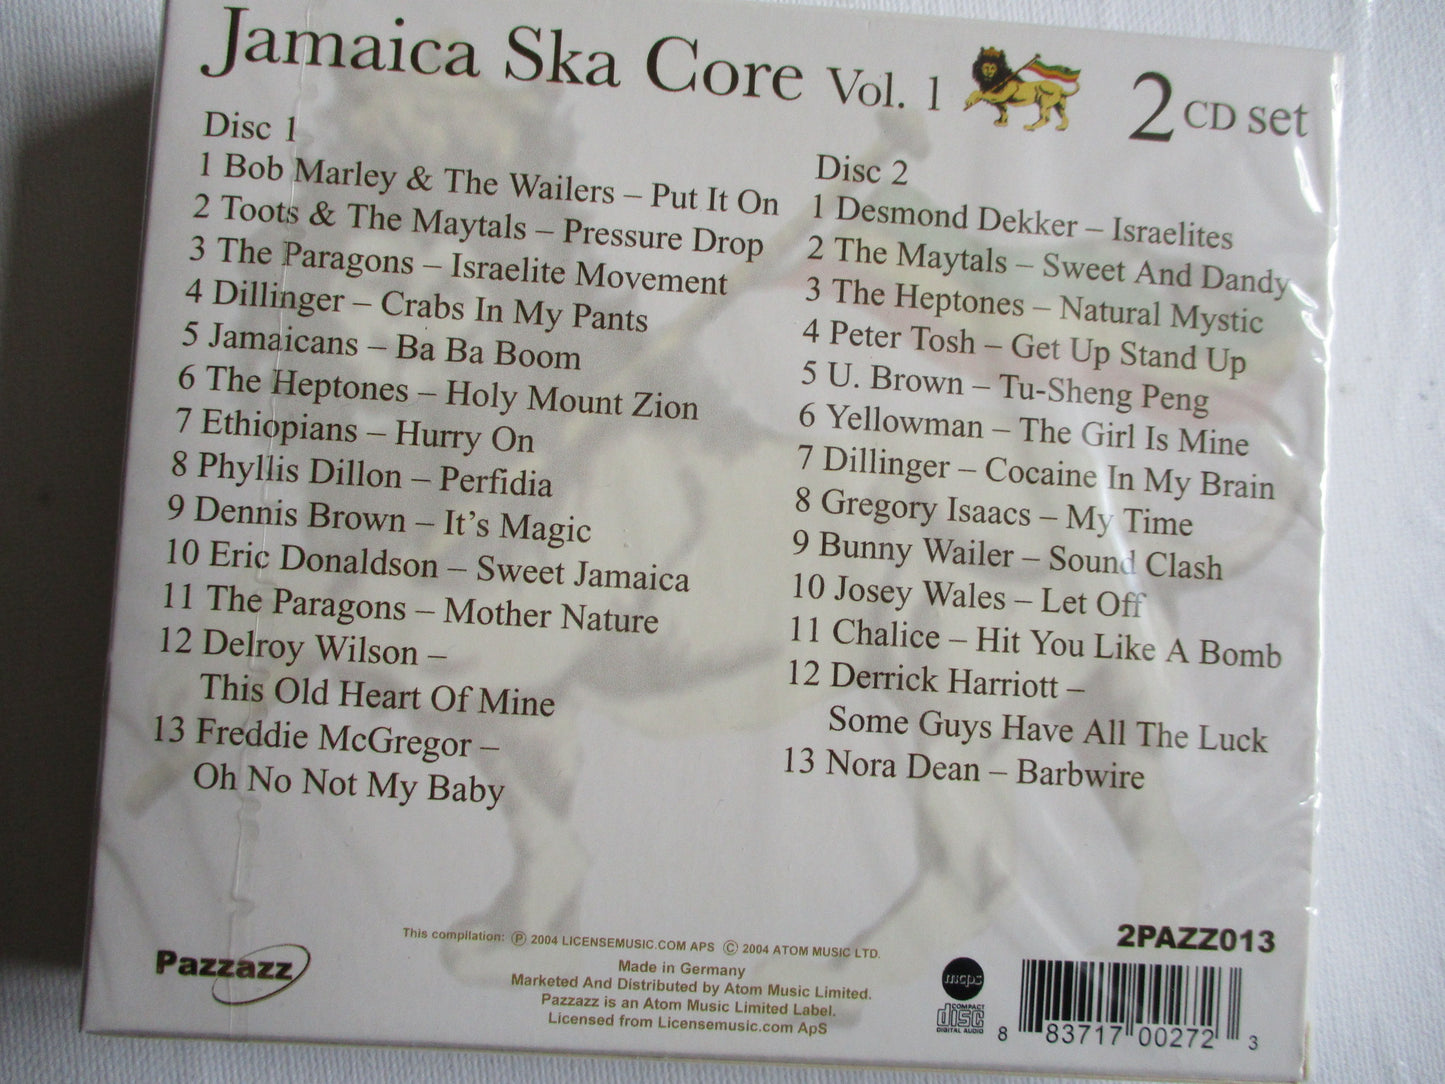 Jamaica Ska Core Vol. 1
2 CD set
Disc 1
1 Bob Marley & The Wailers – Put It On
2 Toots & The Maytals – Pressure Drop
3 The Paragons – Israelite Movement
4 Dillinger – Crabs In My Pants
5 Jamaicans – Ba Ba Boom
6 The Heptones – Holy Mount Zion
7 Ethiopians – Hurry On
8 Phyllis Dillon – Perfidia
9 Dennis Brown – It's Magic
10 Eric Donaldson – Sweet Jamaica
11 The Paragons – Mother Nature
12 Delroy Wilson –
This Old Heart Of Mine
13 Freddie McGregor –
Oh No Not My Baby
Disc 2
1 Desmond Dekker – Israelites
2 The Maytals – Sweet And Dandy
3 The Heptones – Natural Mystic
4 Peter Tosh – Get Up Stand Up
5 U. Brown – Tu-Sheng Peng
6 Yellowman – The Girl Is Mine
7 Dillinger – Cocaine In My Brain
8 Gregory Isaacs – My Time
9 Bunny Wailer – Sound Clash
10 Josey Wales – Let Off
11 Chalice – Hit You Like A Bomb
12 Derrick Harriott –
Some Guys Have All The Luck
13 Nora Dean – Barbwire
Pazzazz
This compilation: ℗ 2004 LICENSEMUSIC.COM APS © 2004 ATOM MUSIC LTD.
Made in Germany
Marketed And Distributed by Atom Music Limited.
Pazzazz is an Atom Music Limited Label.
Licensed from Licensemusic.com ApS
mcps
COMPACT
disc
DIGITAL AUDIO
2PAZZ013
8 83717 00272 3